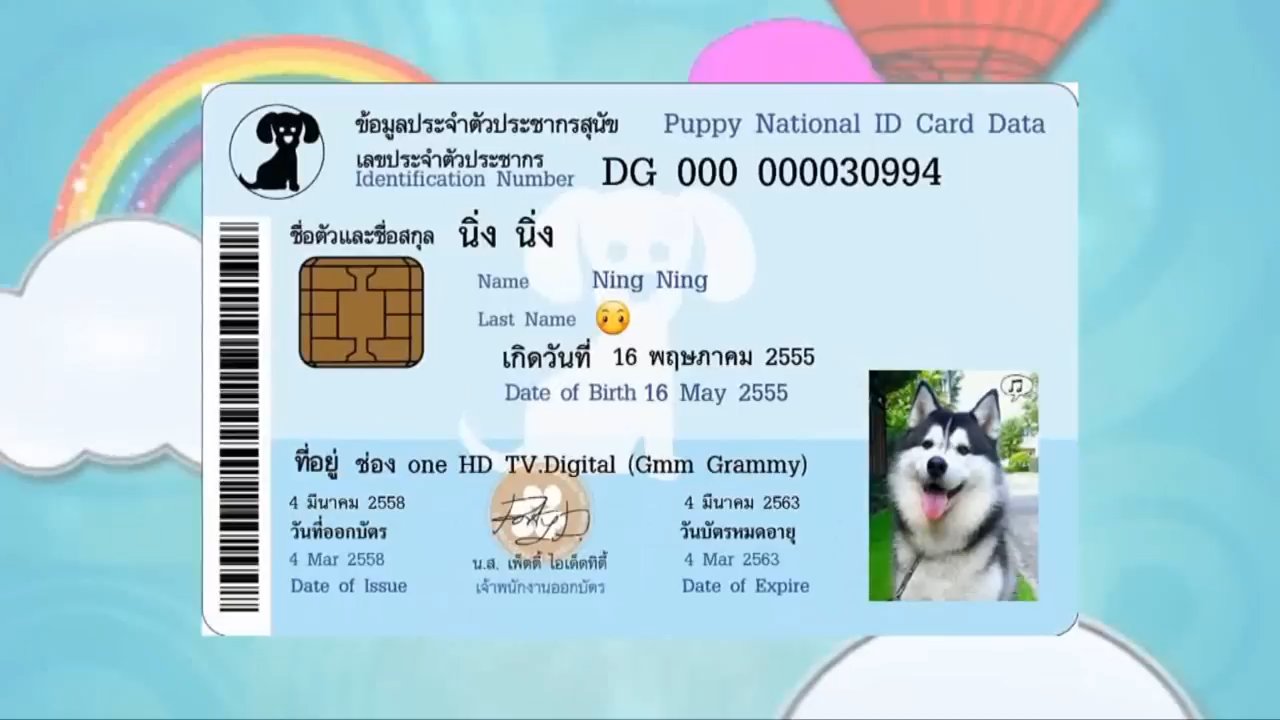 ข้อมูลประจำตัวประชากรสุนัข Puppy National ID Card Data
เลขประจำตัวประชากร
Identification Number DG 000 000030994
ชื่อตัวและชื่อสกุล นิ่ง นิ่ง
Name Ning Ning
Last Name
เกิดวันที่ 16 พฤษภาคม 2555
Date of Birth 16 May 2555
ที่อยู่ ช่อง one HD TV.Digital (Gmm Grammy)
4 มีนาคม 2558
วันที่ออกบัตร
4 Mar 2558
Date of Issue
น.ส. เพ็ตตี้ ไอเด็ดทิตี้
เจ้าพนักงานออกบัตร
4 มีนาคม 2563
วันบัตรหมดอายุ
4 Mar 2563
Date of Expire